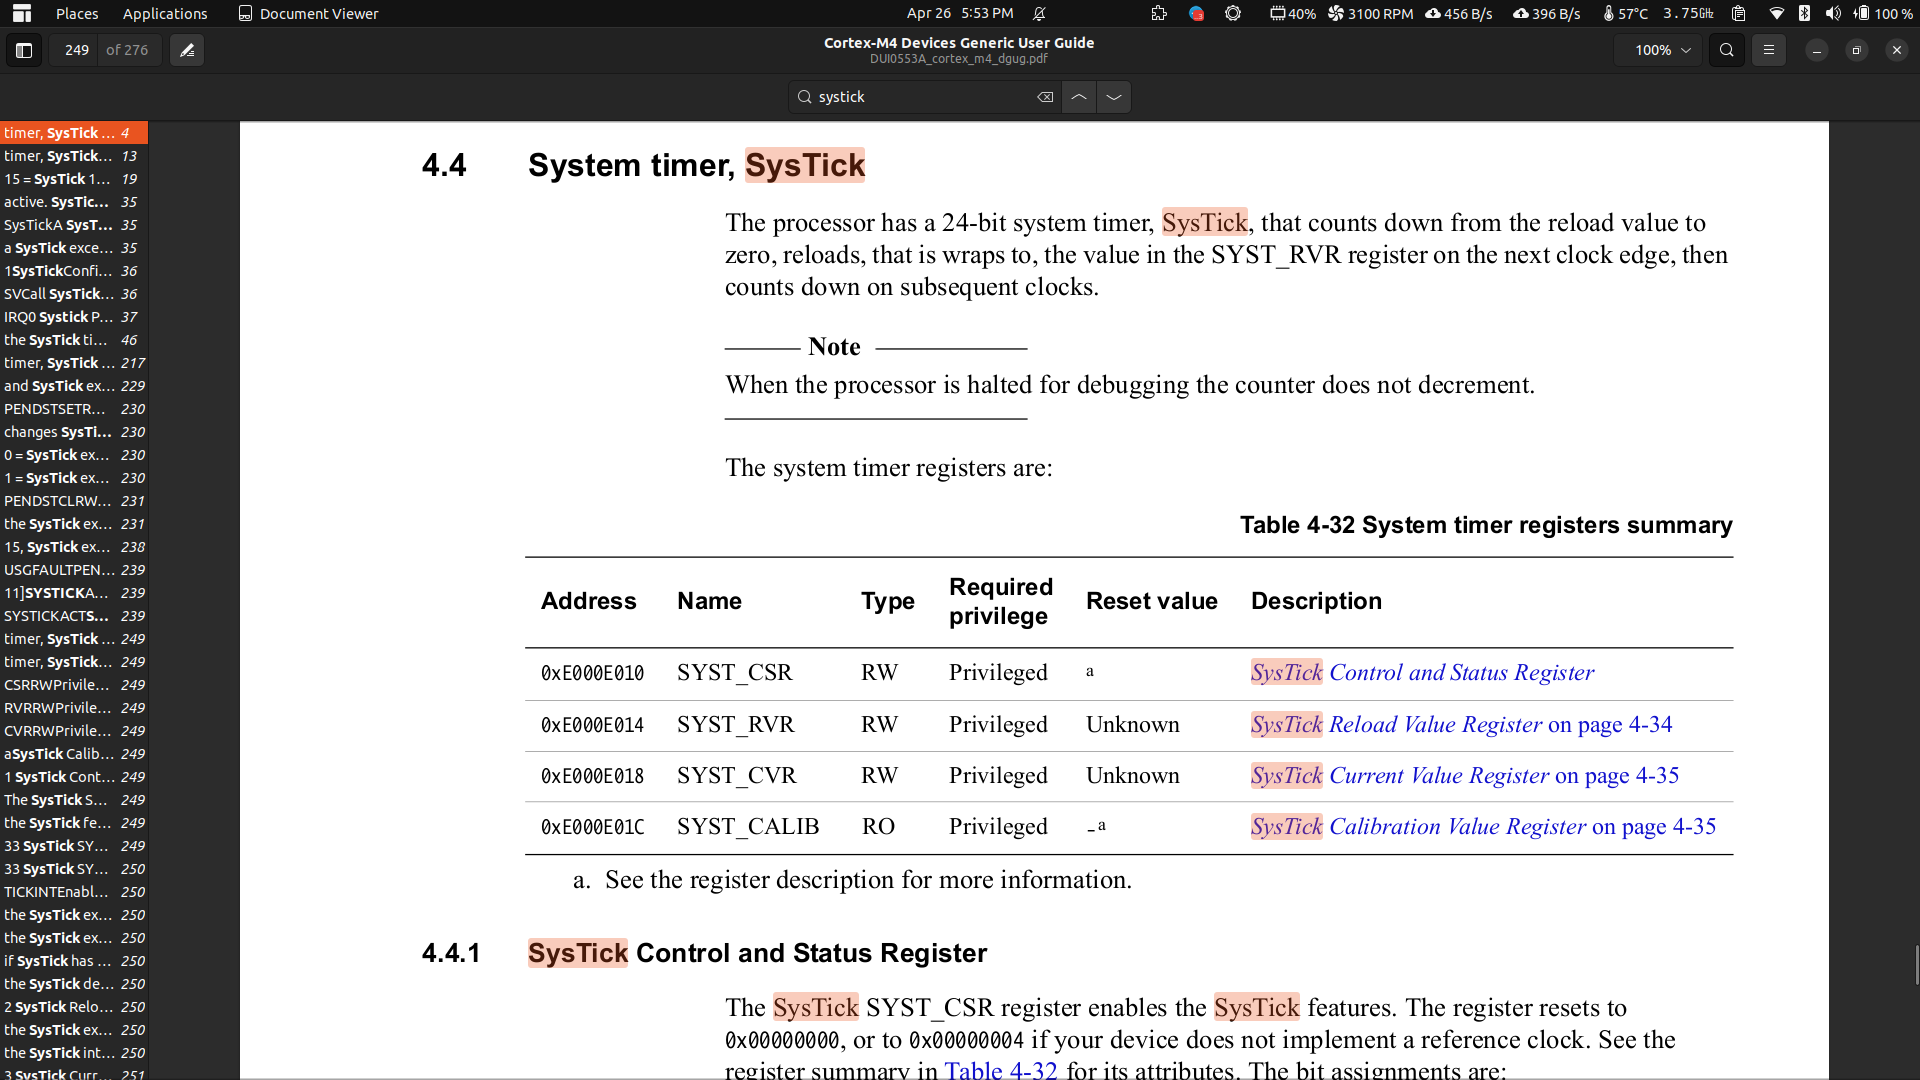 Places Applications Document Viewer Apr 26 5:53 PM 40% 3100 RPM 456 B/s 396 B/s 57°C 3.75GHz 100 %
249 of 276 Cortex-M4 Devices Generic User Guide 100%
DUI0553A_cortex_m4_dgug.pdf
systick
timer, SysTick ... 4
timer, SysTick... 13
15 = SysTick 1... 19
active. SysTic... 35
SysTickA SysT... 35
a SysTick exce... 35
1SysTickConfi... 36
SVCall SysTick... 36
IRQ0 Systick P... 37
the SysTick ti... 46
timer, SysTick ... 217
and SysTick ex... 229
PENDSTSETR... 230
changes SysTi... 230
0 = SysTick ex... 230
1 = SysTick ex... 230
PENDSTCLRW... 231
the SysTick ex... 231
15, SysTick ex... 238
USGFAULTPEN... 239
11]SYSTICKA... 239
SYSTICKACTS... 239
timer, SysTick ... 249
timer, SysTick... 249
CSRRWPrivile... 249
RVRRWPrivile... 249
CVRRWPrivile... 249
aSysTick Calib... 249
1 SysTick Cont... 249
The SysTick S... 249
the SysTick fe... 249
33 SysTick SY... 249
33 SysTick SY... 250
TICKINTEnabl... 250
the SysTick ex... 250
the SysTick ex... 250
if SysTick has ... 250
the SysTick de... 250
2 SysTick Relo... 250
the SysTick ex... 250
the SysTick int... 250
3 SysTick Curr... 251
4.4 System timer, SysTick
The processor has a 24-bit system timer, SysTick, that counts down from the reload value to
zero, reloads, that is wraps to, the value in the SYST_RVR register on the next clock edge, then
counts down on subsequent clocks.
Note
When the processor is halted for debugging the counter does not decrement.
The system timer registers are:
Table 4-32 System timer registers summary
Address Name Type Required privilege Reset value Description
0xE000E010 SYST_CSR RW Privileged a SysTick Control and Status Register
0xE000E014 SYST_RVR RW Privileged Unknown SysTick Reload Value Register on page 4-34
0xE000E018 SYST_CVR RW Privileged Unknown SysTick Current Value Register on page 4-35
0xE000E01C SYST_CALIB RO Privileged -a SysTick Calibration Value Register on page 4-35
a. See the register description for more information.
4.4.1 SysTick Control and Status Register
The SysTick SYST_CSR register enables the SysTick features. The register resets to
0x00000000, or to 0x00000004 if your device does not implement a reference clock. See the
register summary in Table 4-32 for its attributes. The bit assignments are: